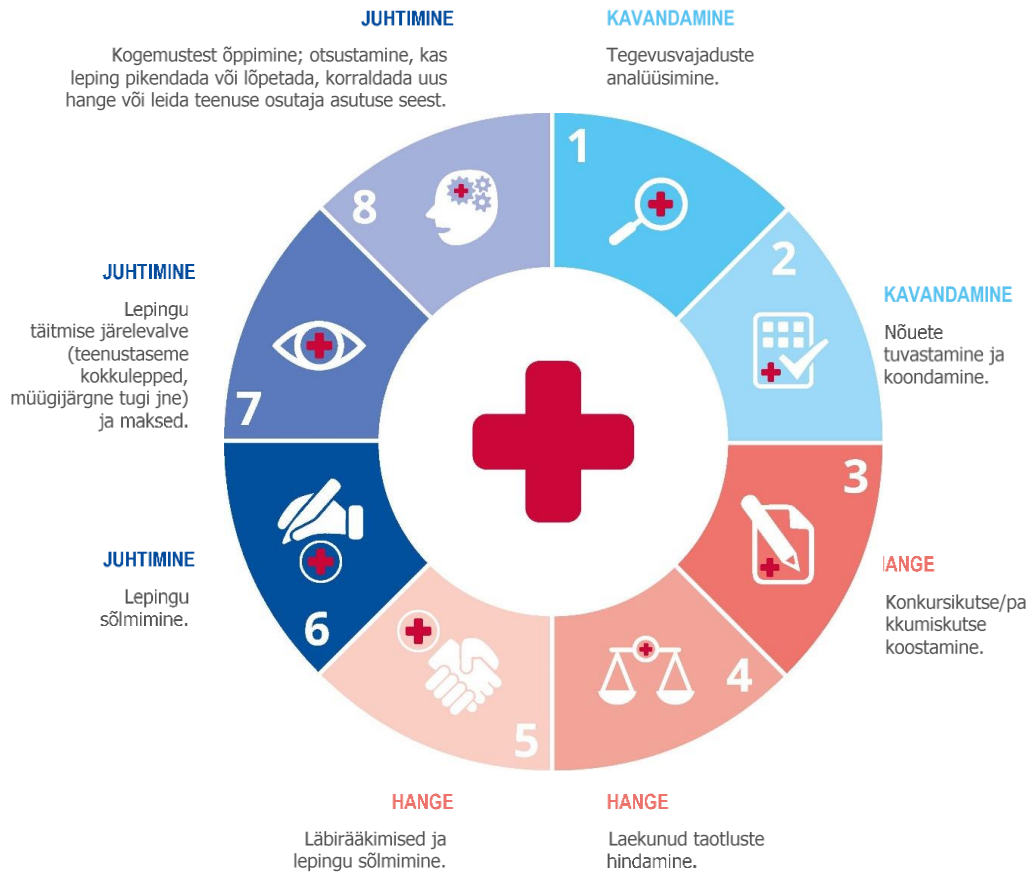 KAVANDAMINE
Tegevusvajaduste
analüüsimine.
1
2
KAVANDAMINE
Nõuete
tuvastamine ja
koondamine.
3
IANGE
Konkursikutse/pa
kkumiskutse
koostamine.
4
HANGE
Laekunud taotluste
hindamine.
5
HANGE
Läbirääkimised ja
lepingu sõlmimine.
6
JUHTIMINE
Lepingu
sõlmimine.
7
JUHTIMINE
Lepingu
täitmise järelevalve
(teenustaseme
kokkulepped,
müügijärgne tugi jne)
ja maksed.
8
JUHTIMINE
Kogemustest õppimine; otsustamine, kas
leping pikendada või lõpetada, korraldada uus
hange või leida teenuse osutaja asutuse seest.